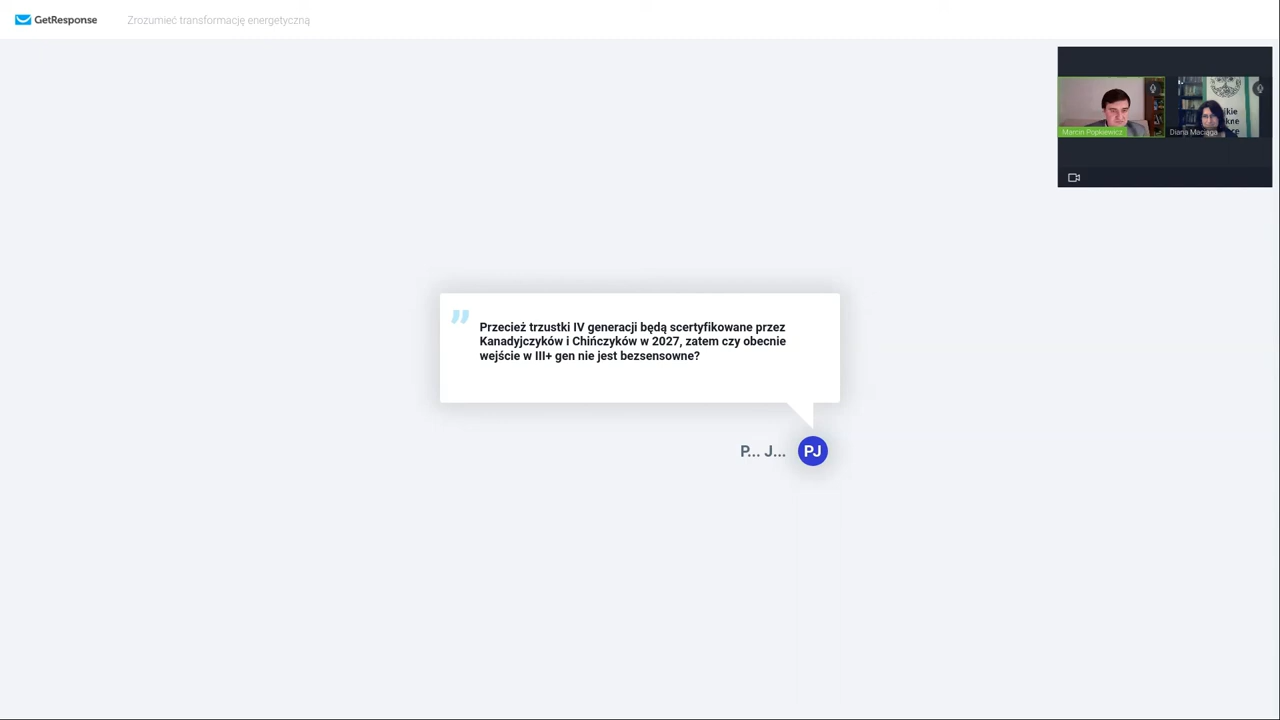 GetResponse
Zrozumieć transformację energetyczną
Marcin Popkiewicz
Diana Maciąga
Przecież trzustki IV generacji będą scertyfikowane przez
Kanadyjczyków i Chińczyków w 2027, zatem czy obecnie
wejście w III+ gen nie jest bezsensowne?
P... J...
PJ